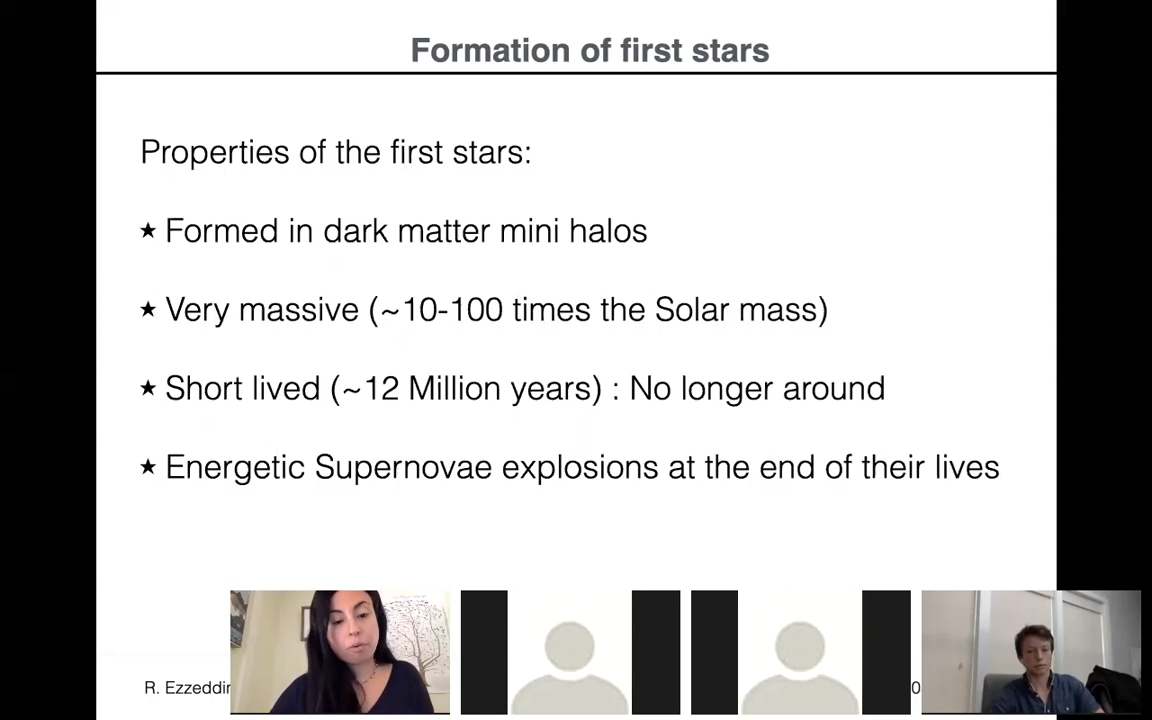 Formation of first stars
Properties of the first stars:
★ Formed in dark matter mini halos
★ Very massive (~10-100 times the Solar mass)
★ Short lived (~12 Million years) : No longer around
★ Energetic Supernovae explosions at the end of their lives
R. Ezzeddin